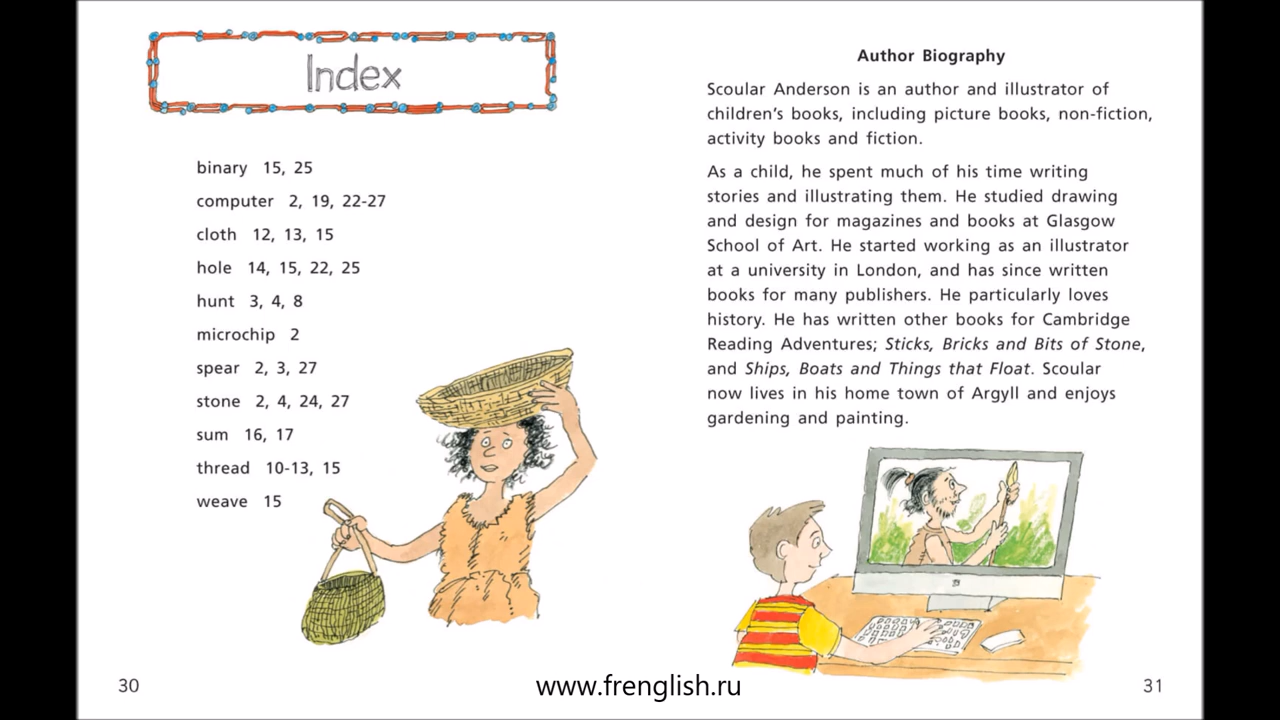 Index
binary 15, 25
computer 2, 19, 22-27
cloth 12, 13, 15
hole 14, 15, 22, 25
hunt 3, 4, 8
microchip 2
spear 2, 3, 27
stone 2, 4, 24, 27
sum 16, 17
thread 10-13, 15
weave 15
30
Author Biography
Scoular Anderson is an author and illustrator of
children's books, including picture books, non-fiction,
activity books and fiction.
As a child, he spent much of his time writing
stories and illustrating them. He studied drawing
and design for magazines and books at Glasgow
School of Art. He started working as an illustrator
at a university in London, and has since written
books for many publishers. He particularly loves
history. He has written other books for Cambridge
Reading Adventures; Sticks, Bricks and Bits of Stone,
and Ships, Boats and Things that Float. Scoular
now lives in his home town of Argyll and enjoys
gardening and painting.
31
www.frenglish.ru